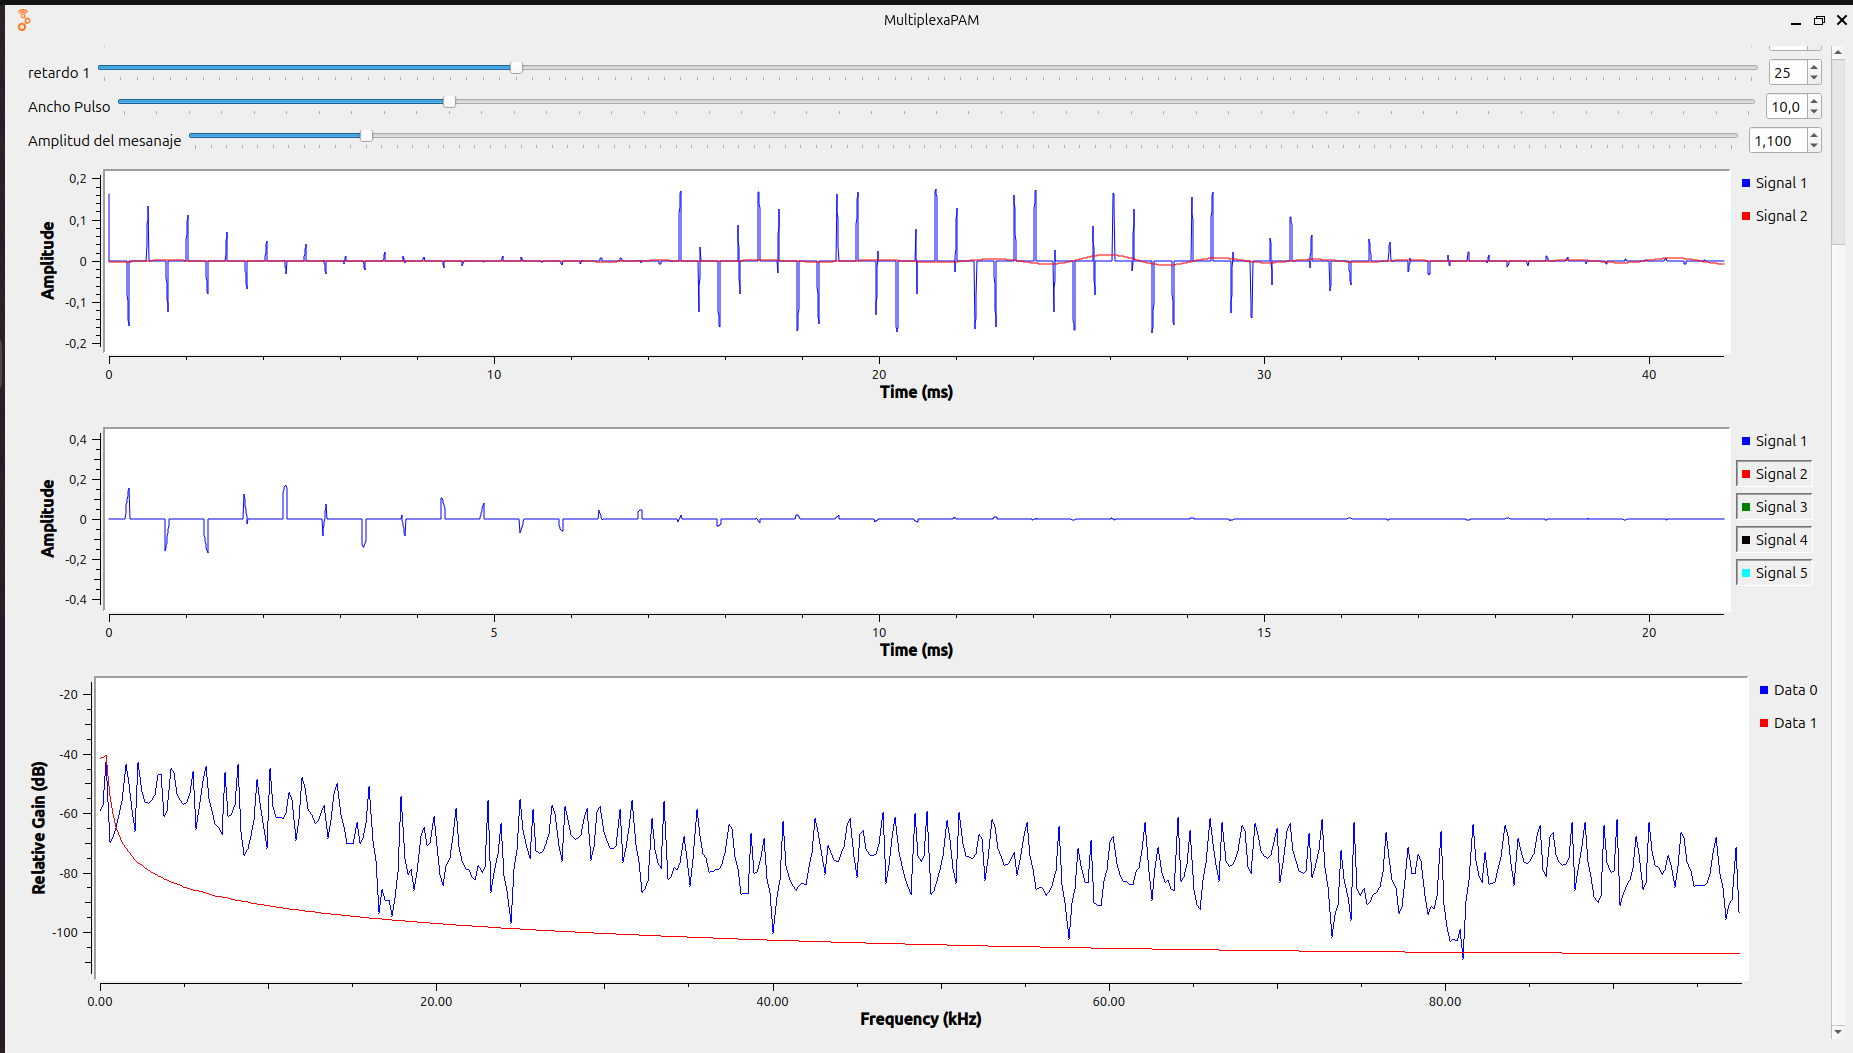 MultiplexaPAM
retardo 1
25
Ancho Pulso
10,0
Amplitud del mesanaje
1,100
0,2
0,1
0
-0,1
-0,2
Amplitude
0 10 20 30 40
Time (ms)
Signal 1
Signal 2
0,4
0,2
0
-0,2
-0,4
Amplitude
0 5 10 15 20
Time (ms)
Signal 1
Signal 2
Signal 3
Signal 4
Signal 5
-20
-40
-60
-80
-100
Relative Gain (dB)
0.00 20.00 40.00 60.00 80.00
Frequency (kHz)
Data 0
Data 1